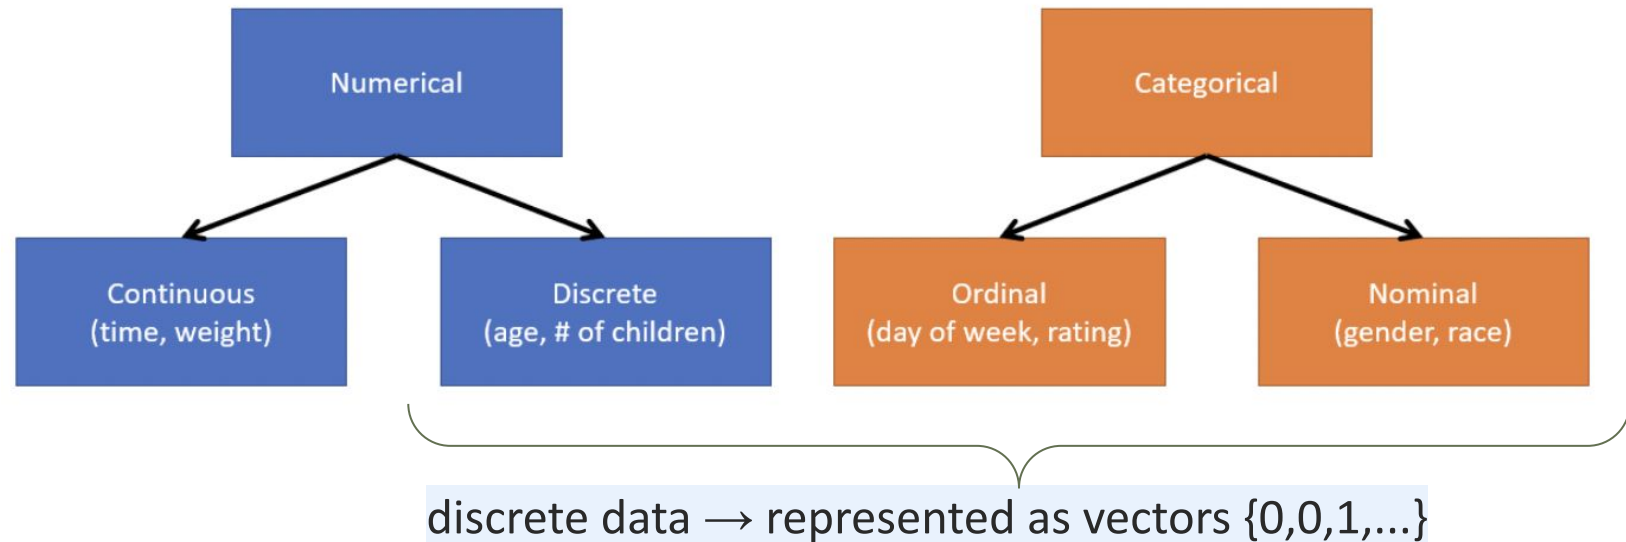 Numerical
Categorical
Continuous
(time, weight)
Discrete
(age, # of children)
Ordinal
(day of week, rating)
Nominal
(gender, race)
discrete data → represented as vectors {0,0,1,...}